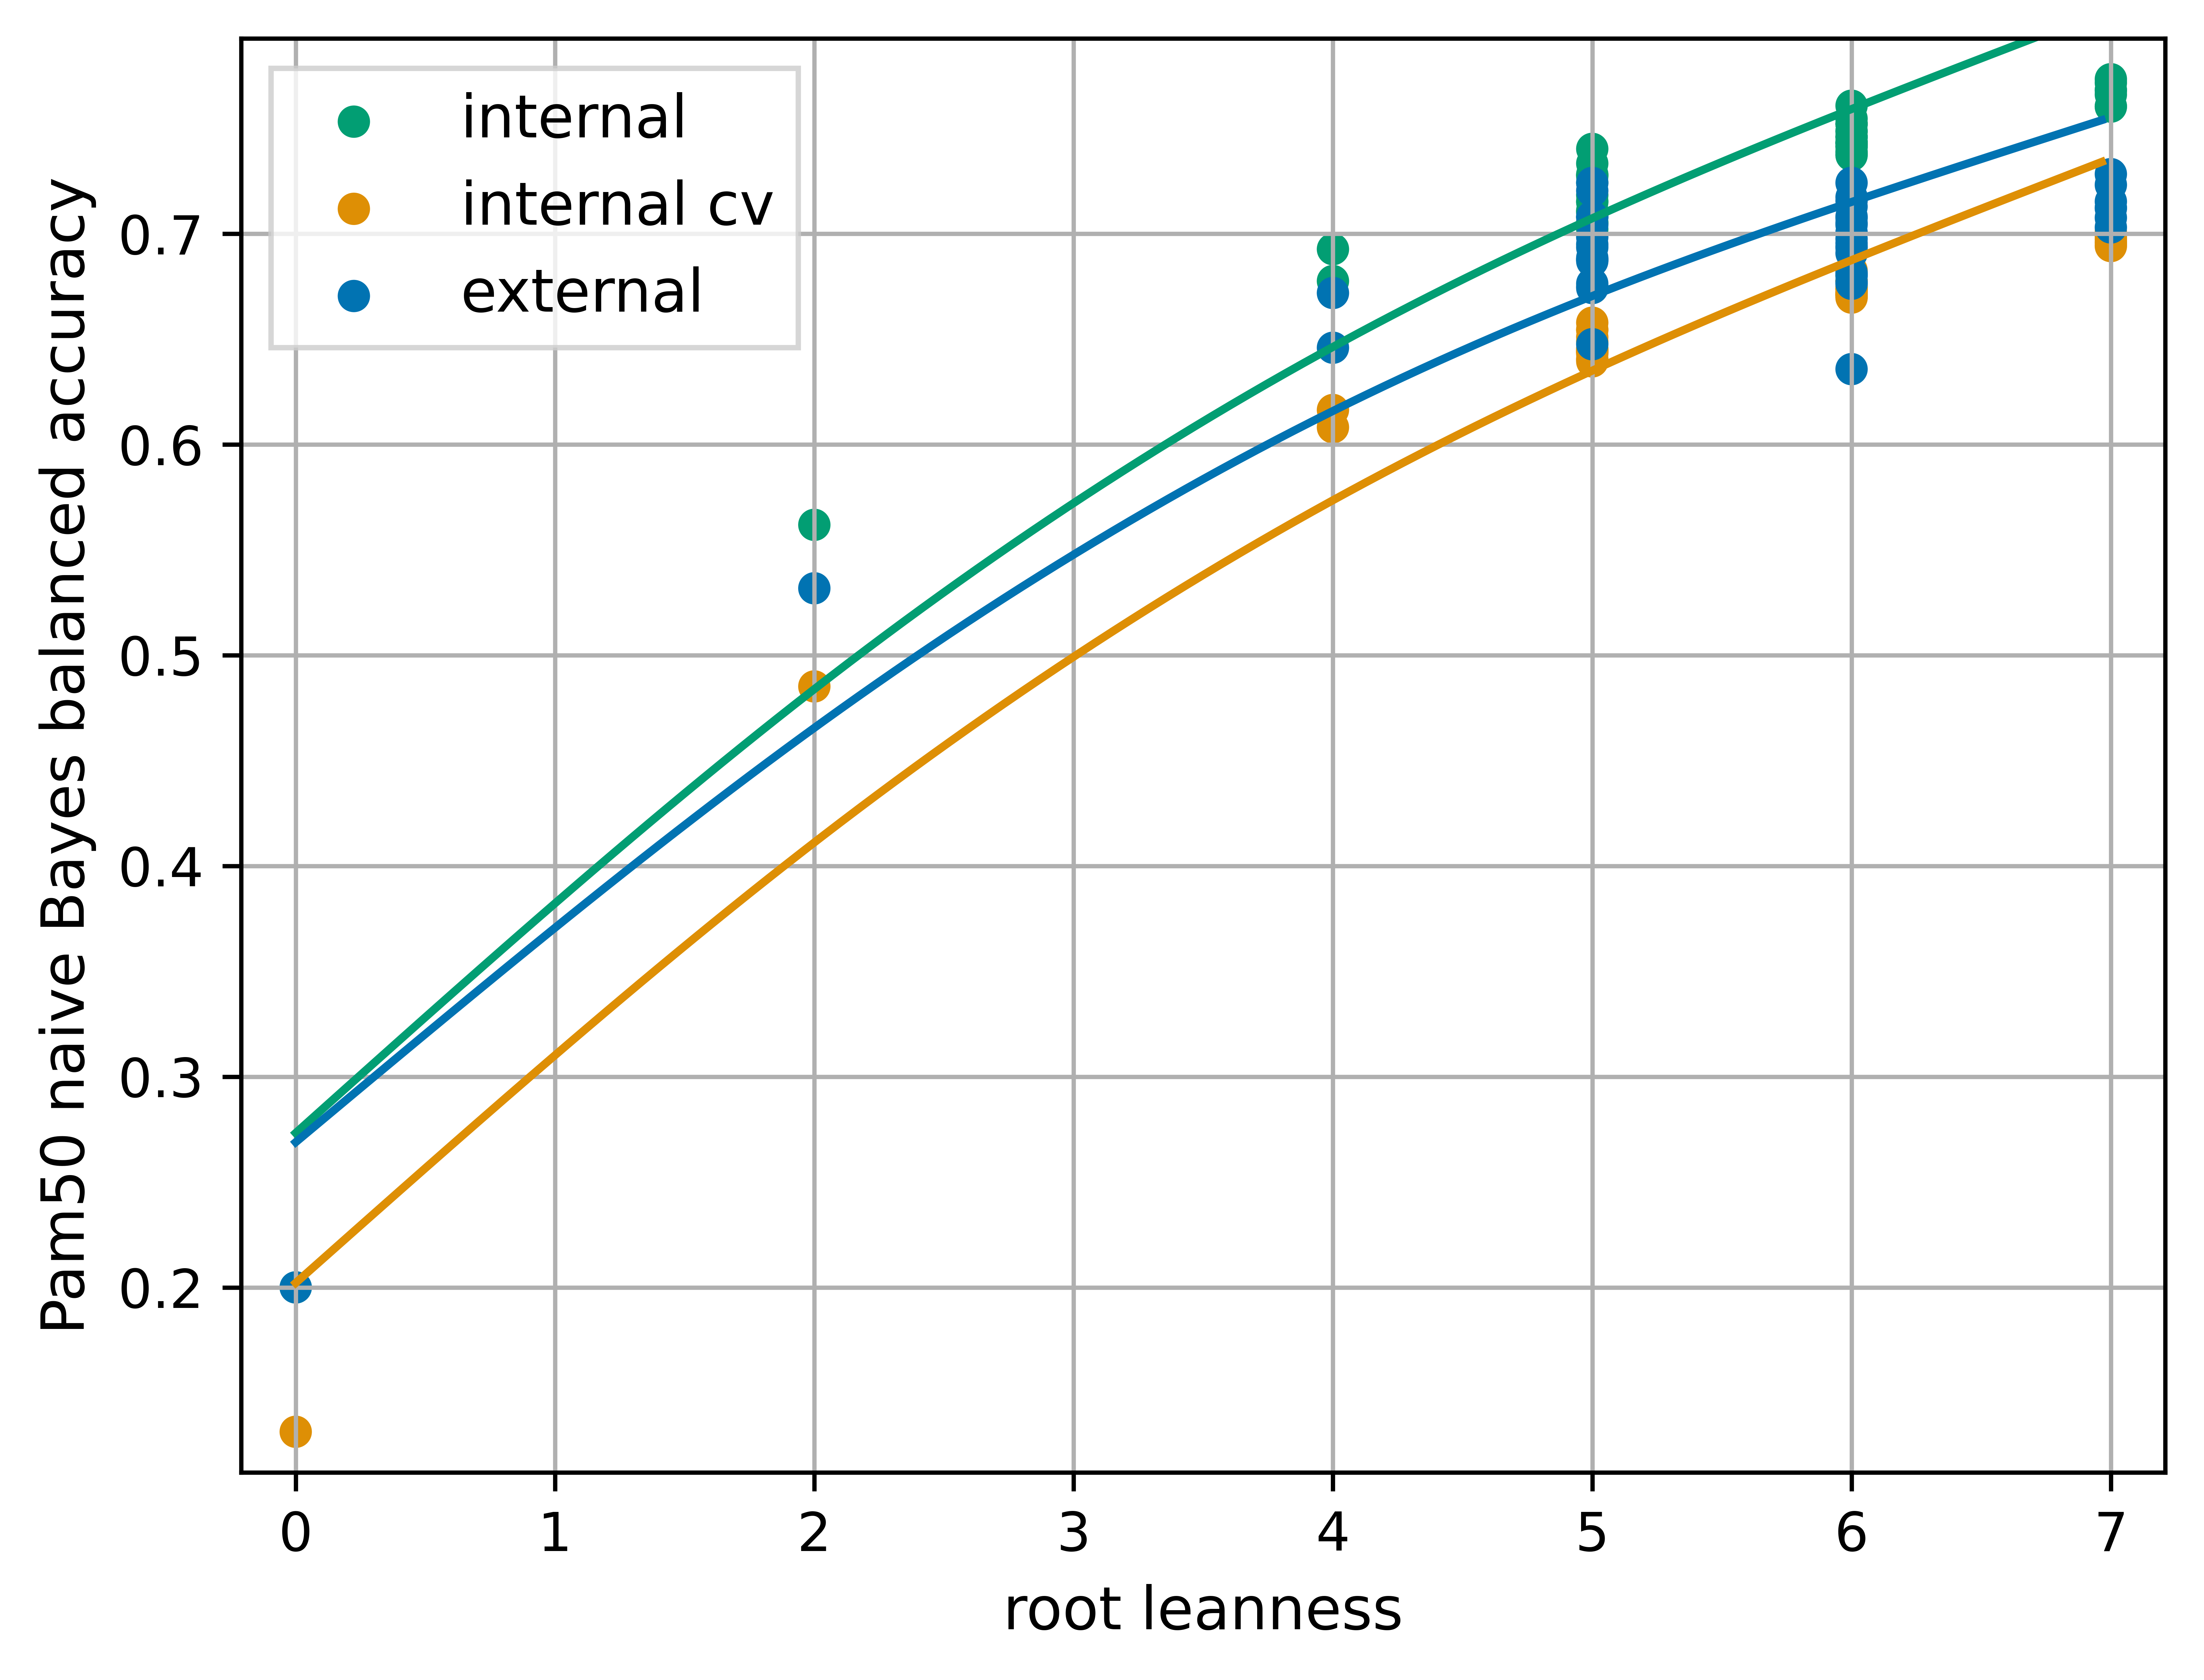 internal
internal cv
external
Pam50 naive Bayes balanced accuracy
0.7
0.6
0.5
0.4
0.3
0.2
0 1 2 3 4 5 6 7
root leanness